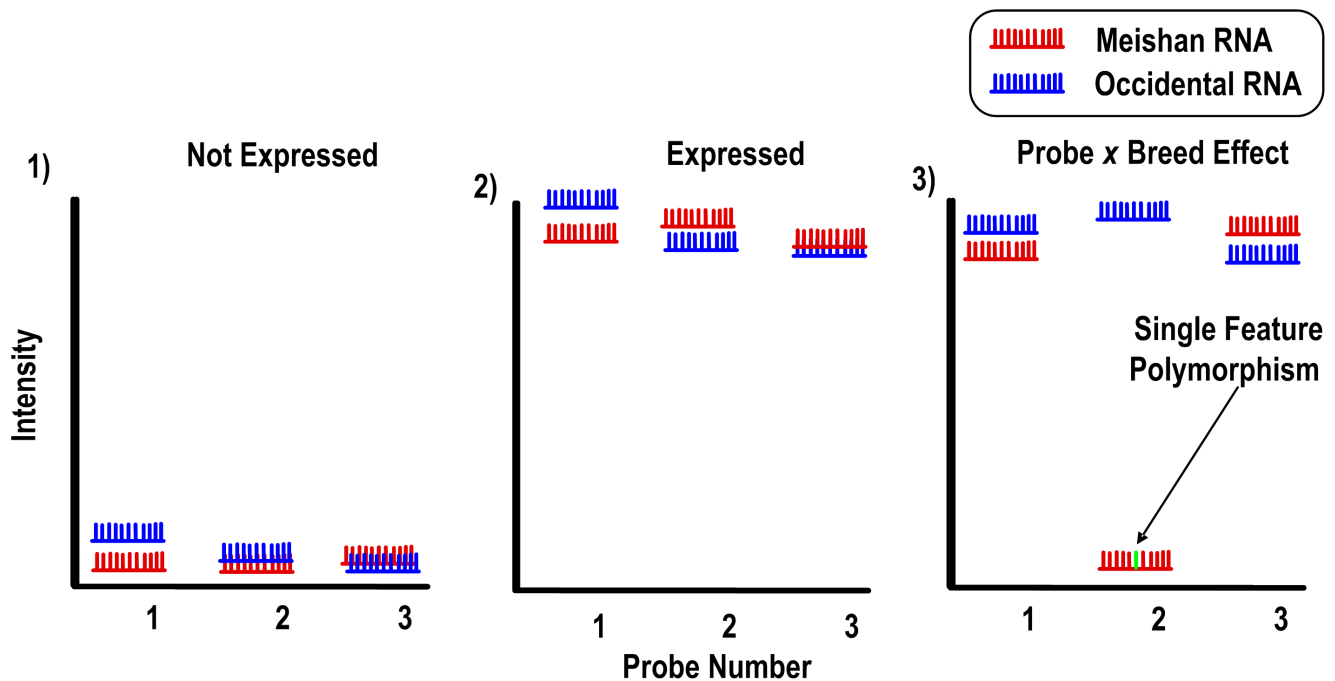 Meishan RNA
Occidental RNA
1)
Not Expressed
2)
Expressed
3)
Probe x Breed Effect
Intensity
Single Feature
Polymorphism
1 2 3
1 2 3
1 2 3
Probe Number